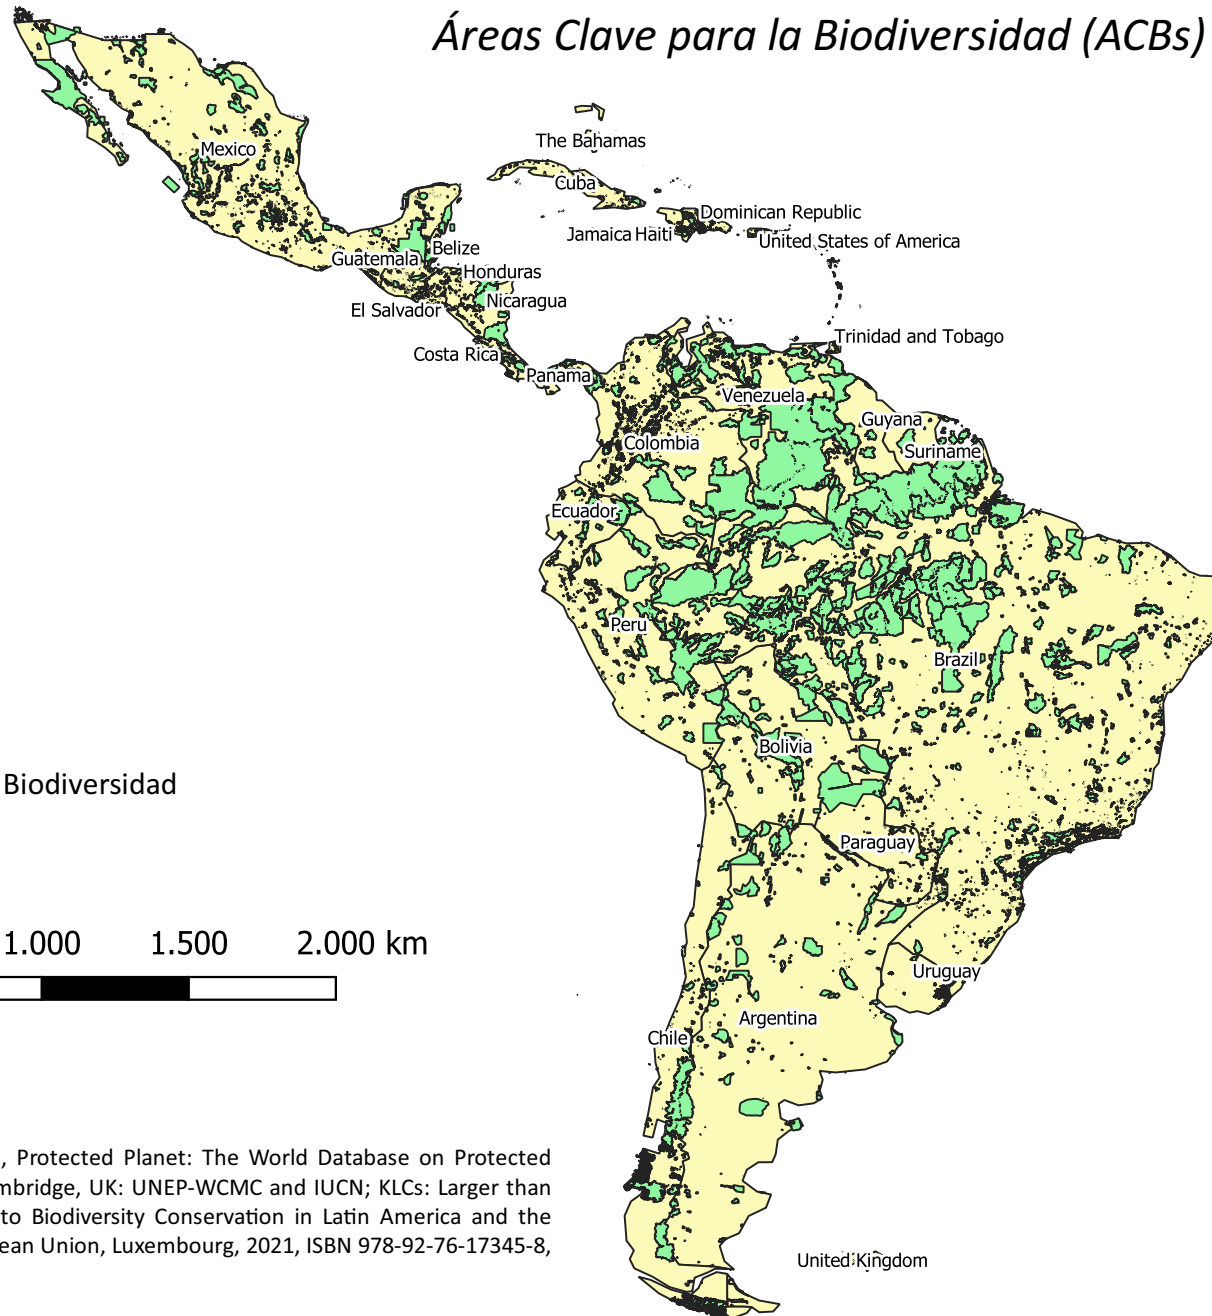 Áreas Clave para la Biodiversidad (ACBs)
The Bahamas
Mexico
Cuba
Dominican Republic
Jamaica
Haiti
United States of America
Belize
Guatemala
Honduras
Nicaragua
El Salvador
Trinidad and Tobago
Costa Rica
Panama
Venezuela
Guyana
Colombia
Suriname
Ecuador
Peru
Brazil
Bolivia
Biodiversidad
Paraguay
1.000 1.500 2.000 km
Uruguay
Argentina
Chile
, Protected Planet: The World Database on Protected
mbridge, UK: UNEP-WCMC and IUCN; KLCs: Larger than
to Biodiversity Conservation in Latin America and the
ean Union, Luxembourg, 2021, ISBN 978-92-76-17345-8,
United Kingdom